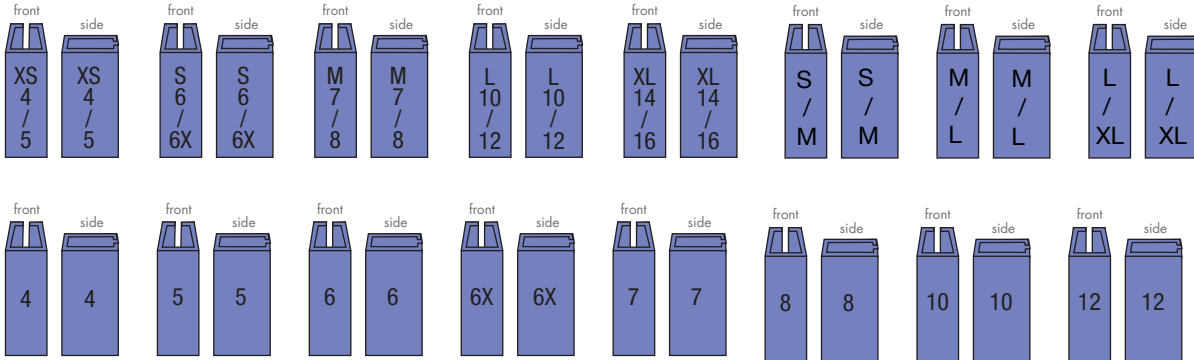 front side front side front side front side front side front side front side front side
XS XS S S M M L L XL XL S S M M L L
4 4 6 6 7 7 10 10 14 14 / / / / / /
/ / / / / / / / / / M M L L XL XL
5 5 6X 6X 8 8 12 12 16 16
front side front side front side front side front side front side front side front side
4 4 5 5 6 6 6X 6X 7 7 8 8 10 10 12 12